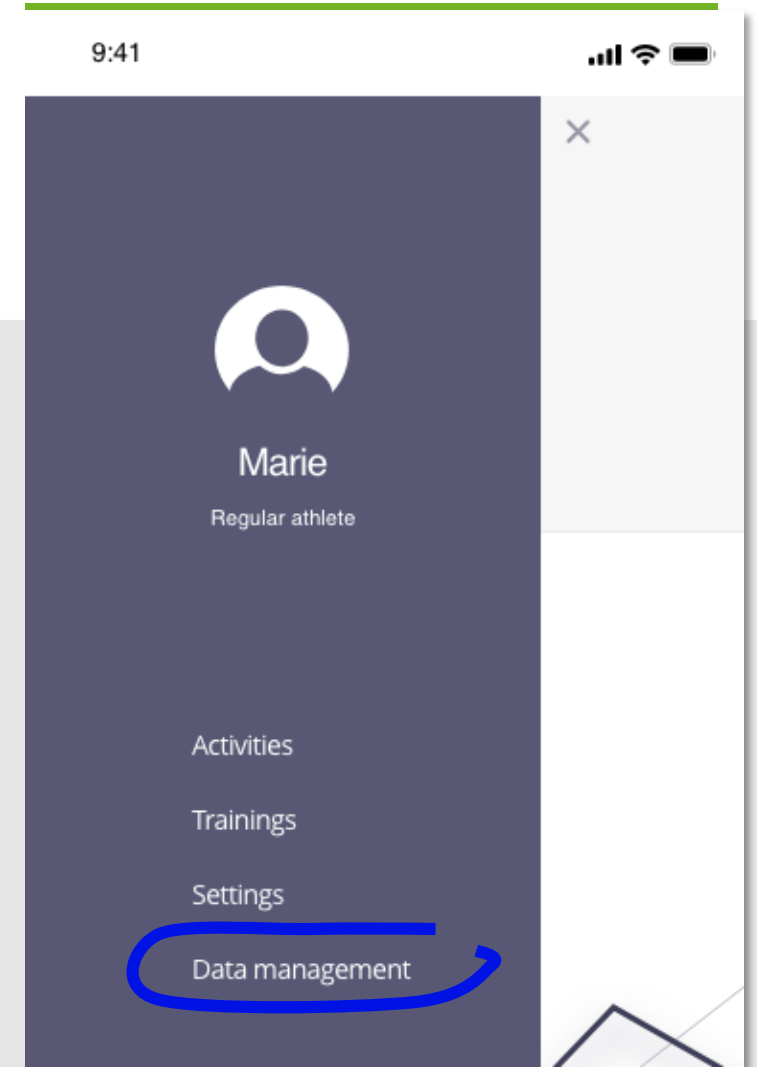 9:41
Marie
Regular athlete
Activities
Trainings
Settings
Data management